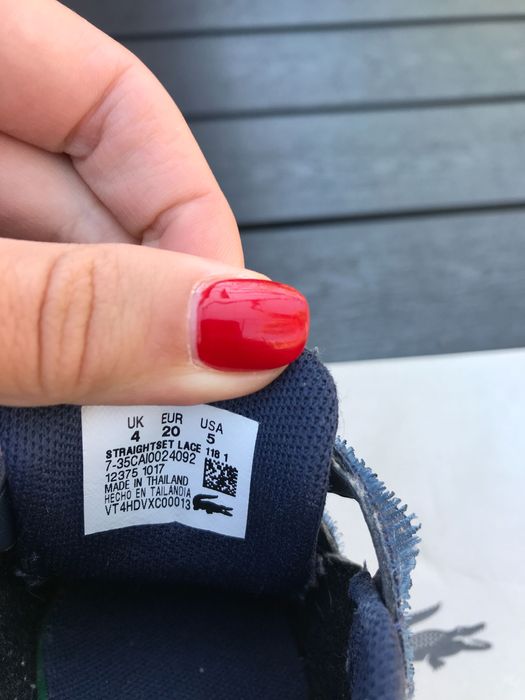 UK EUR USA
4 20 5
STRAIGHTSET LACE 118 1
7-35CAI0024092
12375 1017
MADE IN THAILAND
HECHO EN TAILANDIA
VT4HDVXC00013